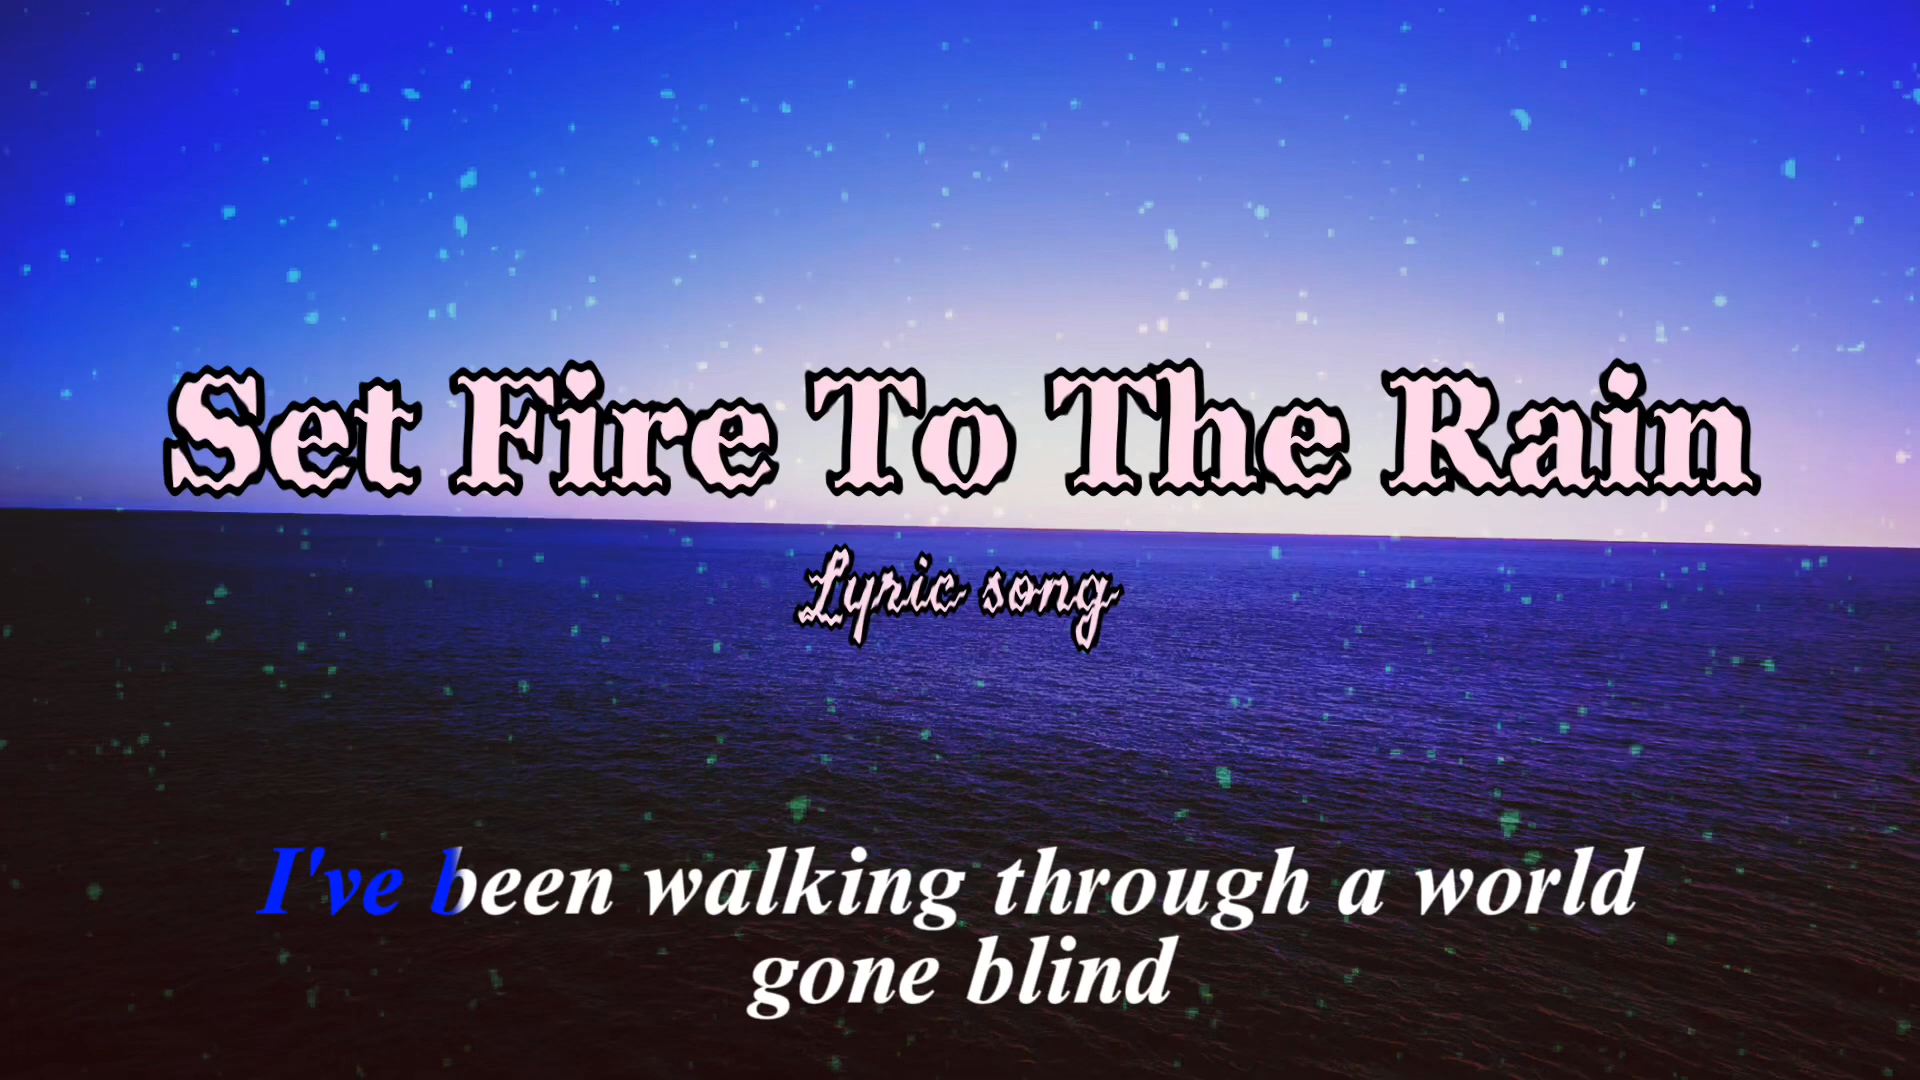 Set Fire To The Rain
Lyric song
I've been walking through a world
gone blind